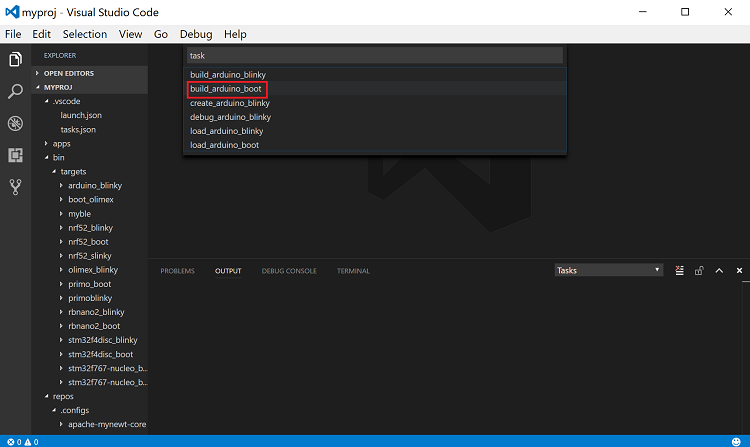 myproj - Visual Studio Code
File Edit Selection View Go Debug Help
EXPLORER
OPEN EDITORS
MYPROJ
.vscode
launch.json
tasks.json
apps
bin
targets
arduino_blinky
boot_olimex
myble
nrf52_blinky
nrf52_boot
nrf52_slinky
olimex_blinky
primo_boot
primoblinky
rbnano2_blinky
rbnano2_boot
stm32f4disc_blinky
stm32f4disc_boot
stm32f767-nucleo_b...
stm32f767-nucleo_b...
repos
.configs
apache-mynewt-core
task
build_arduino_blinky
build_arduino_boot
create_arduino_blinky
debug_arduino_blinky
load_arduino_blinky
load_arduino_boot
PROBLEMS OUTPUT DEBUG CONSOLE TERMINAL Tasks
0 0